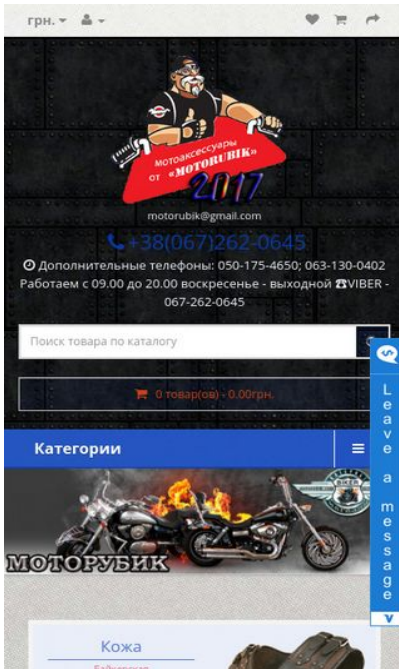 грн.
Мотоаксессуары
от «MOTORUBIK»
2017
motorubik@gmail.com
+38(067)262-0645
Дополнительные телефоны: 050-175-4650; 063-130-0402
Работаем с 09.00 до 20.00 воскресенье - выходной ☎VIBER -
067-262-0645
Поиск товара по каталогу
0 товар(ов) - 0.00грн.
Leave a message
Категории
BIKER
МОТОРУБИК
Кожа
Байкерская